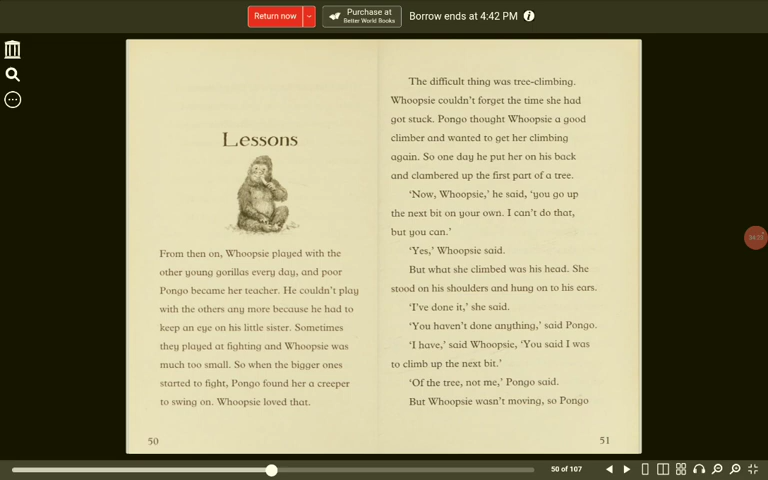 Return now
Purchase at
Better World Books
Borrow ends at 4:42 PM
Lessons
From then on, Whoopsie played with the
other young gorillas every day, and poor
Pongo became her teacher. He couldn't play
with the others any more because he had to
keep an eye on his little sister. Sometimes
they played at fighting and Whoopsie was
much too small. So when the bigger ones
started to fight, Pongo found her a creeper
to swing on. Whoopsie loved that.
50
The difficult thing was tree-climbing.
Whoopsie couldn't forget the time she had
got stuck. Pongo thought Whoopsie a good
climber and wanted to get her climbing
again. So one day he put her on his back
and clambered up the first part of a tree.
'Now, Whoopsie,' he said, 'you go up
the next bit on your own. I can't do that,
but you can.'
'Yes,' Whoopsie said.
But what she climbed was his head. She
stood on his shoulders and hung on to his ears.
'I've done it,' she said.
'You haven't done anything,' said Pongo.
'I have,' said Whoopsie, 'You said I was
to climb up the next bit.'
'Of the tree, not me,' Pongo said.
But Whoopsie wasn't moving, so Pongo
51
50 of 107